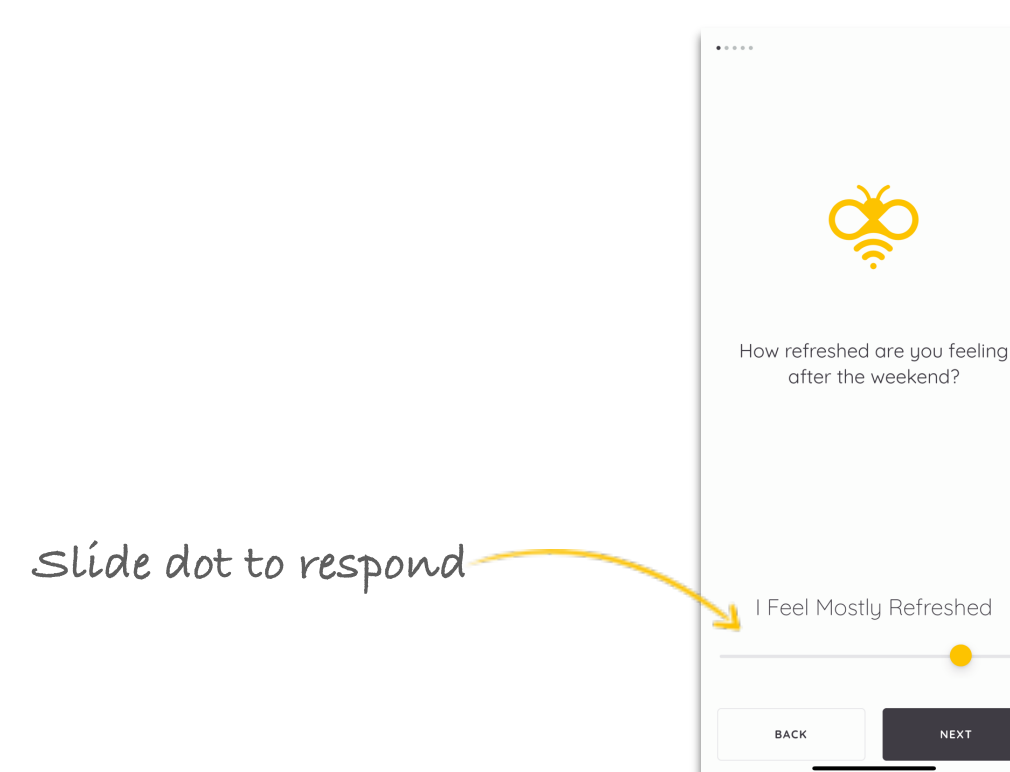 How refreshed are you feeling
after the weekend?
Slide dot to respond
I Feel Mostly Refreshed
BACK
NEXT